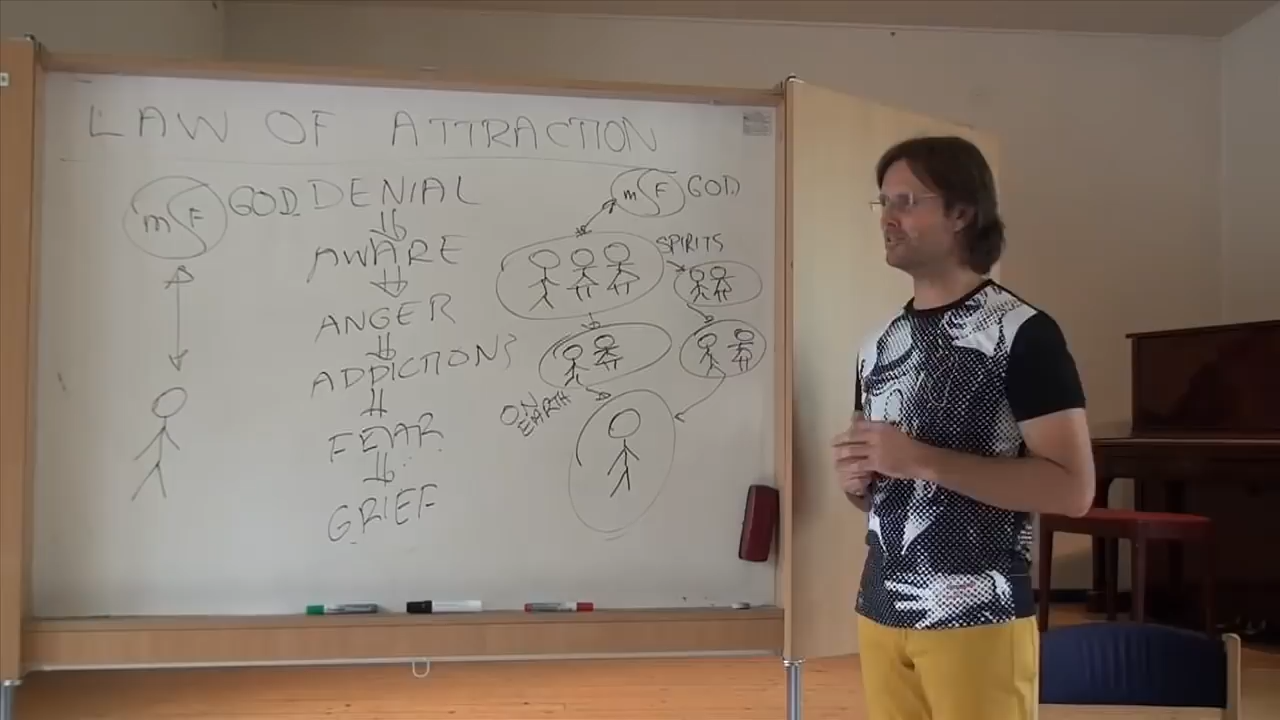 LAW OF ATTRACTION
m F GOD
DENIAL
AWARE
ANGER
ADDICTIONS
FEAR
GRIEF
m F GOD
SPIRITS
ON
EARTH